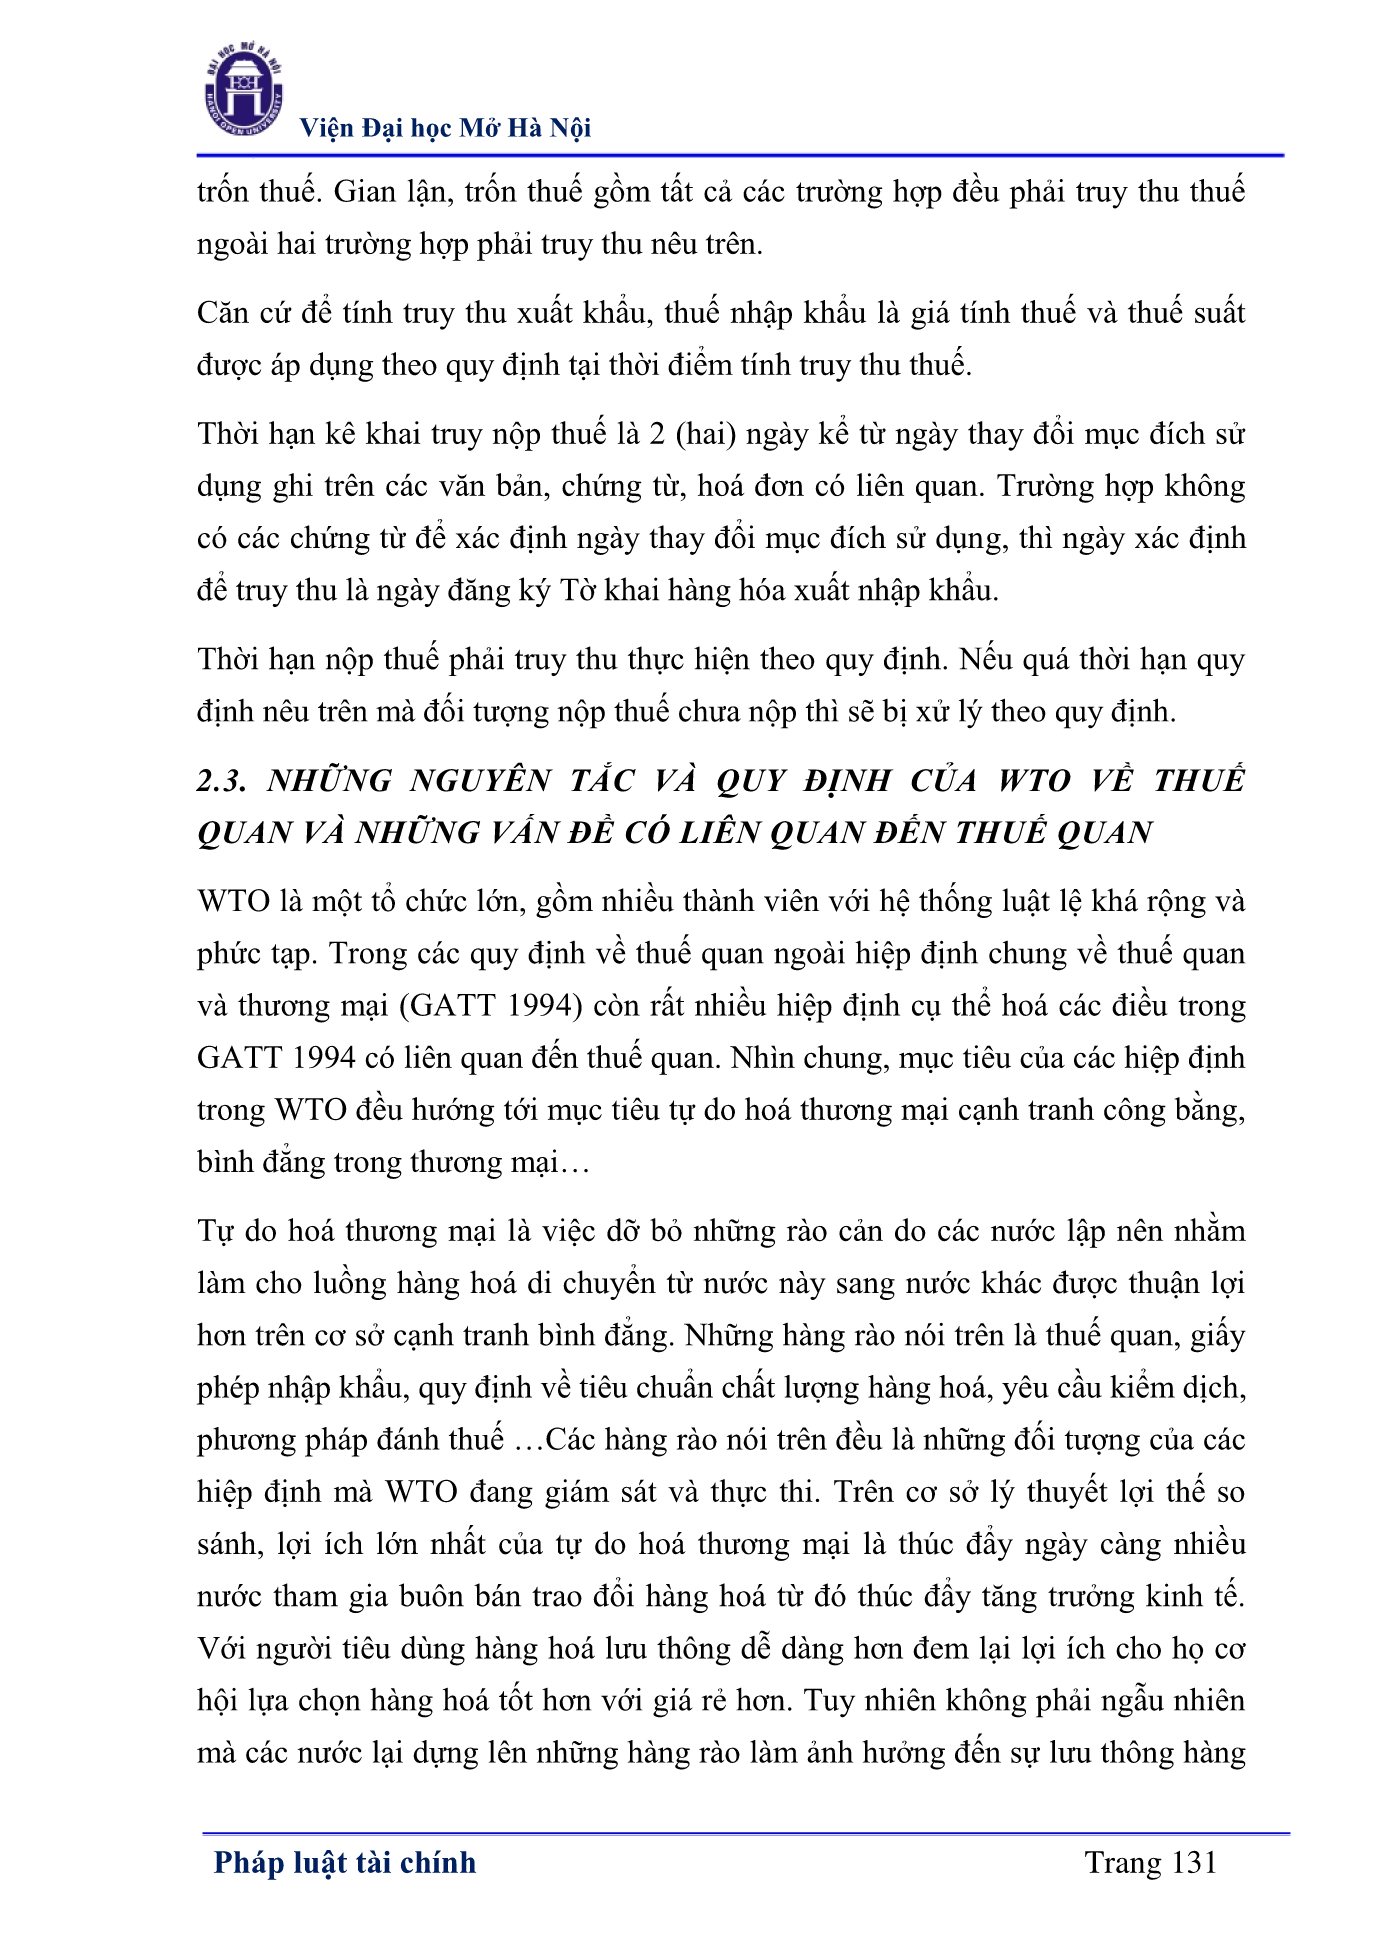 ĐẠI HỌC MỞ HÀ NỘI
HANOI OPEN UNIVERSITY
Viện Đại học Mở Hà Nội
trốn thuế. Gian lận, trốn thuế gồm tất cả các trường hợp đều phải truy thu thuế
ngoài hai trường hợp phải truy thu nêu trên.
Căn cứ để tính truy thu xuất khẩu, thuế nhập khẩu là giá tính thuế và thuế suất
được áp dụng theo quy định tại thời điểm tính truy thu thuế.
Thời hạn kê khai truy nộp thuế là 2 (hai) ngày kể từ ngày thay đổi mục đích sử
dụng ghi trên các văn bản, chứng từ, hoá đơn có liên quan. Trường hợp không
có các chứng từ để xác định ngày thay đổi mục đích sử dụng, thì ngày xác định
để truy thu là ngày đăng ký Tờ khai hàng hóa xuất nhập khẩu.
Thời hạn nộp thuế phải truy thu thực hiện theo quy định. Nếu quá thời hạn quy
định nêu trên mà đối tượng nộp thuế chưa nộp thì sẽ bị xử lý theo quy định.
2.3. NHỮNG NGUYÊN TẮC VÀ QUY ĐỊNH CỦA WTO VỀ THUẾ
QUAN VÀ NHỮNG VẤN ĐỀ CÓ LIÊN QUAN ĐẾN THUẾ QUAN
WTO là một tổ chức lớn, gồm nhiều thành viên với hệ thống luật lệ khá rộng và
phức tạp. Trong các quy định về thuế quan ngoài hiệp định chung về thuế quan
và thương mại (GATT 1994) còn rất nhiều hiệp định cụ thể hoá các điều trong
GATT 1994 có liên quan đến thuế quan. Nhìn chung, mục tiêu của các hiệp định
trong WTO đều hướng tới mục tiêu tự do hoá thương mại cạnh tranh công bằng,
bình đẳng trong thương mại…
Tự do hoá thương mại là việc dỡ bỏ những rào cản do các nước lập nên nhằm
làm cho luồng hàng hoá di chuyển từ nước này sang nước khác được thuận lợi
hơn trên cơ sở cạnh tranh bình đẳng. Những hàng rào nói trên là thuế quan, giấy
phép nhập khẩu, quy định về tiêu chuẩn chất lượng hàng hoá, yêu cầu kiểm dịch,
phương pháp đánh thuế …Các hàng rào nói trên đều là những đối tượng của các
hiệp định mà WTO đang giám sát và thực thi. Trên cơ sở lý thuyết lợi thế so
sánh, lợi ích lớn nhất của tự do hoá thương mại là thúc đẩy ngày càng nhiều
nước tham gia buôn bán trao đổi hàng hoá từ đó thúc đẩy tăng trưởng kinh tế.
Với người tiêu dùng hàng hoá lưu thông dễ dàng hơn đem lại lợi ích cho họ cơ
hội lựa chọn hàng hoá tốt hơn với giá rẻ hơn. Tuy nhiên không phải ngẫu nhiên
mà các nước lại dựng lên những hàng rào làm ảnh hưởng đến sự lưu thông hàng
Pháp luật tài chính Trang 131